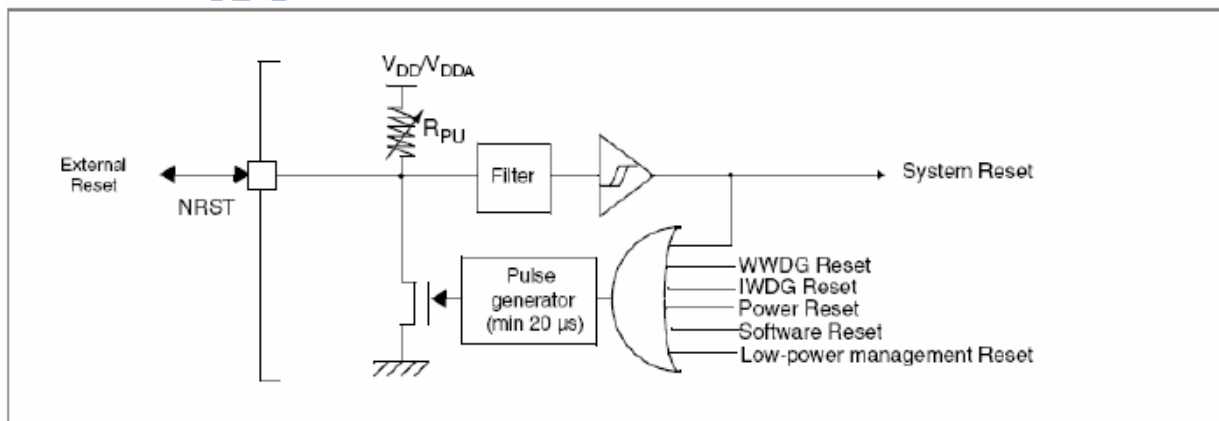 VDD/VDDA
RPU
External
Reset
NRST
Filter
System Reset
Pulse
generator
(min 20 µs)
WWDG Reset
IWDG Reset
Power Reset
Software Reset
Low-power management Reset